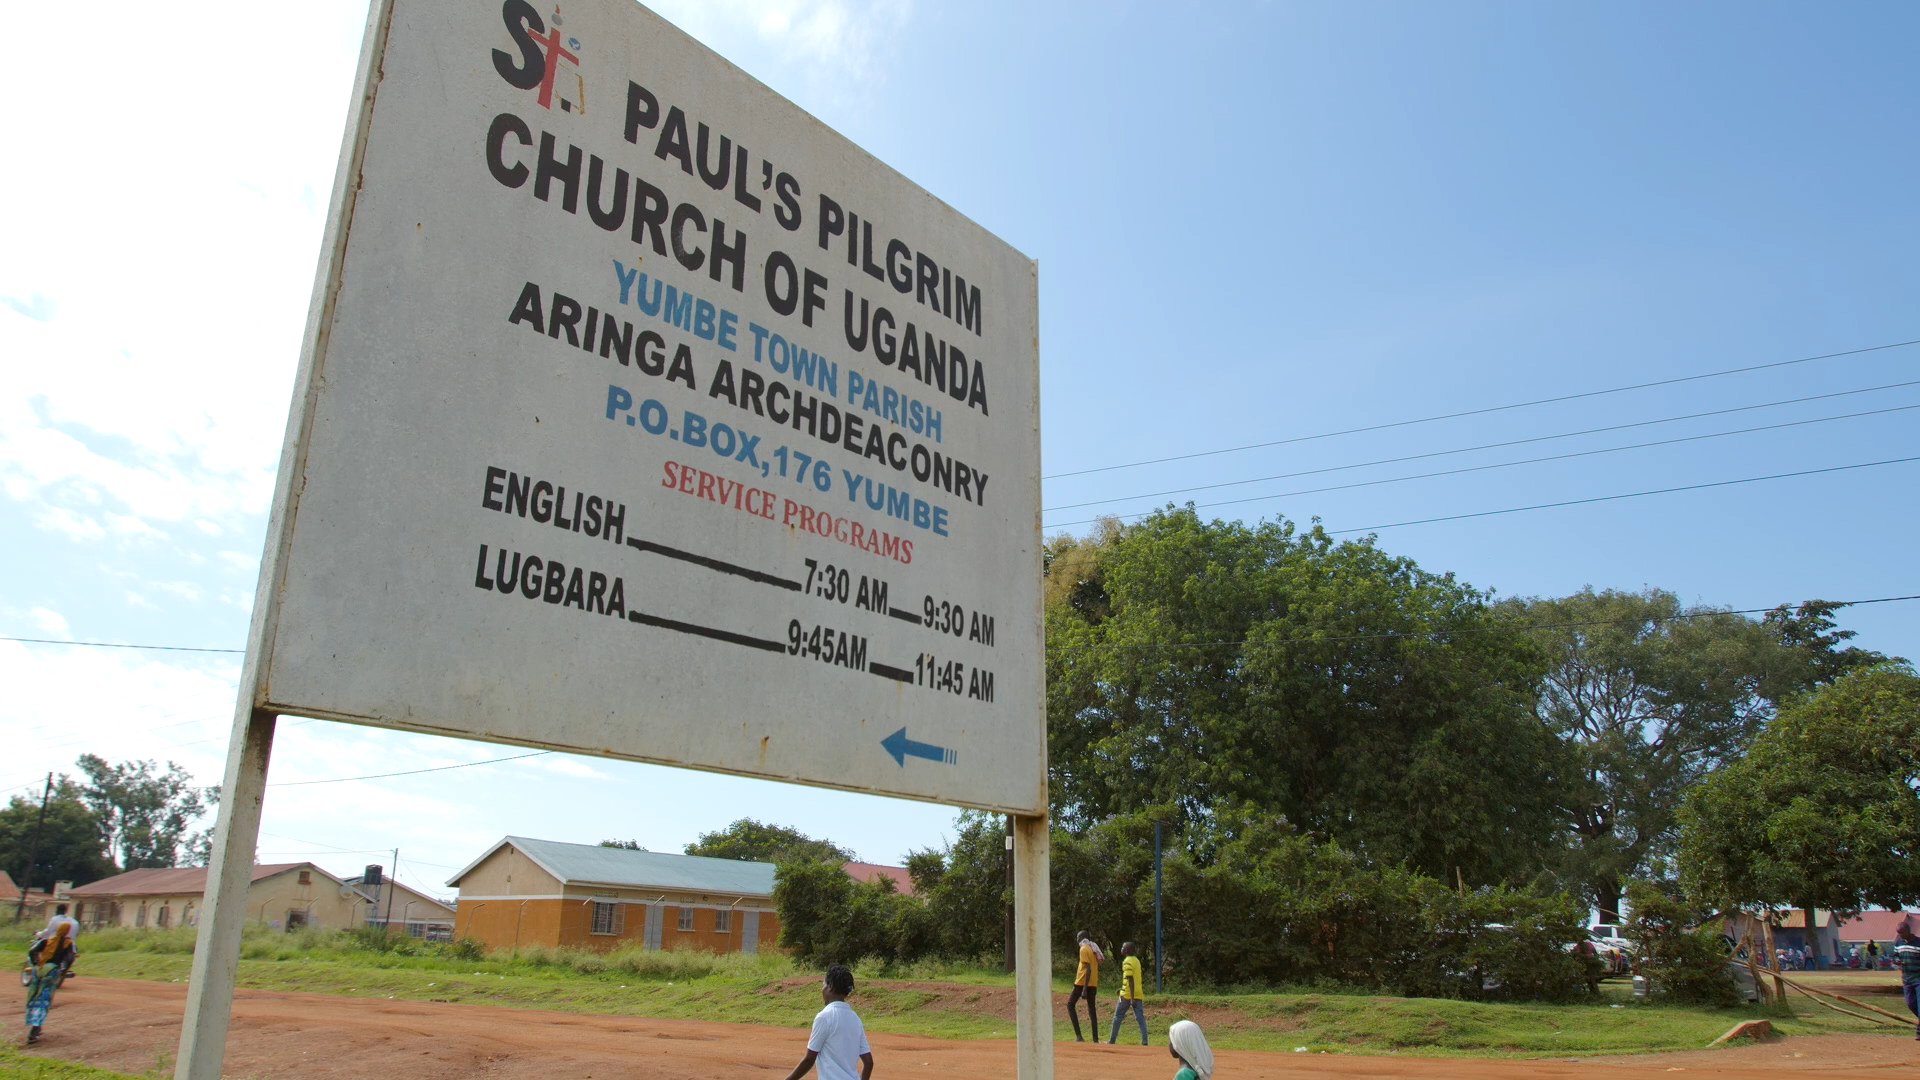 St. PAUL'S PILGRIM
CHURCH OF UGANDA
YUMBE TOWN PARISH
ARINGA ARCHDEACONRY
P.O.BOX,176 YUMBE
SERVICE PROGRAMS
ENGLISH 7:30 AM 9:30 AM
LUGBARA 9:45AM 11:45 AM